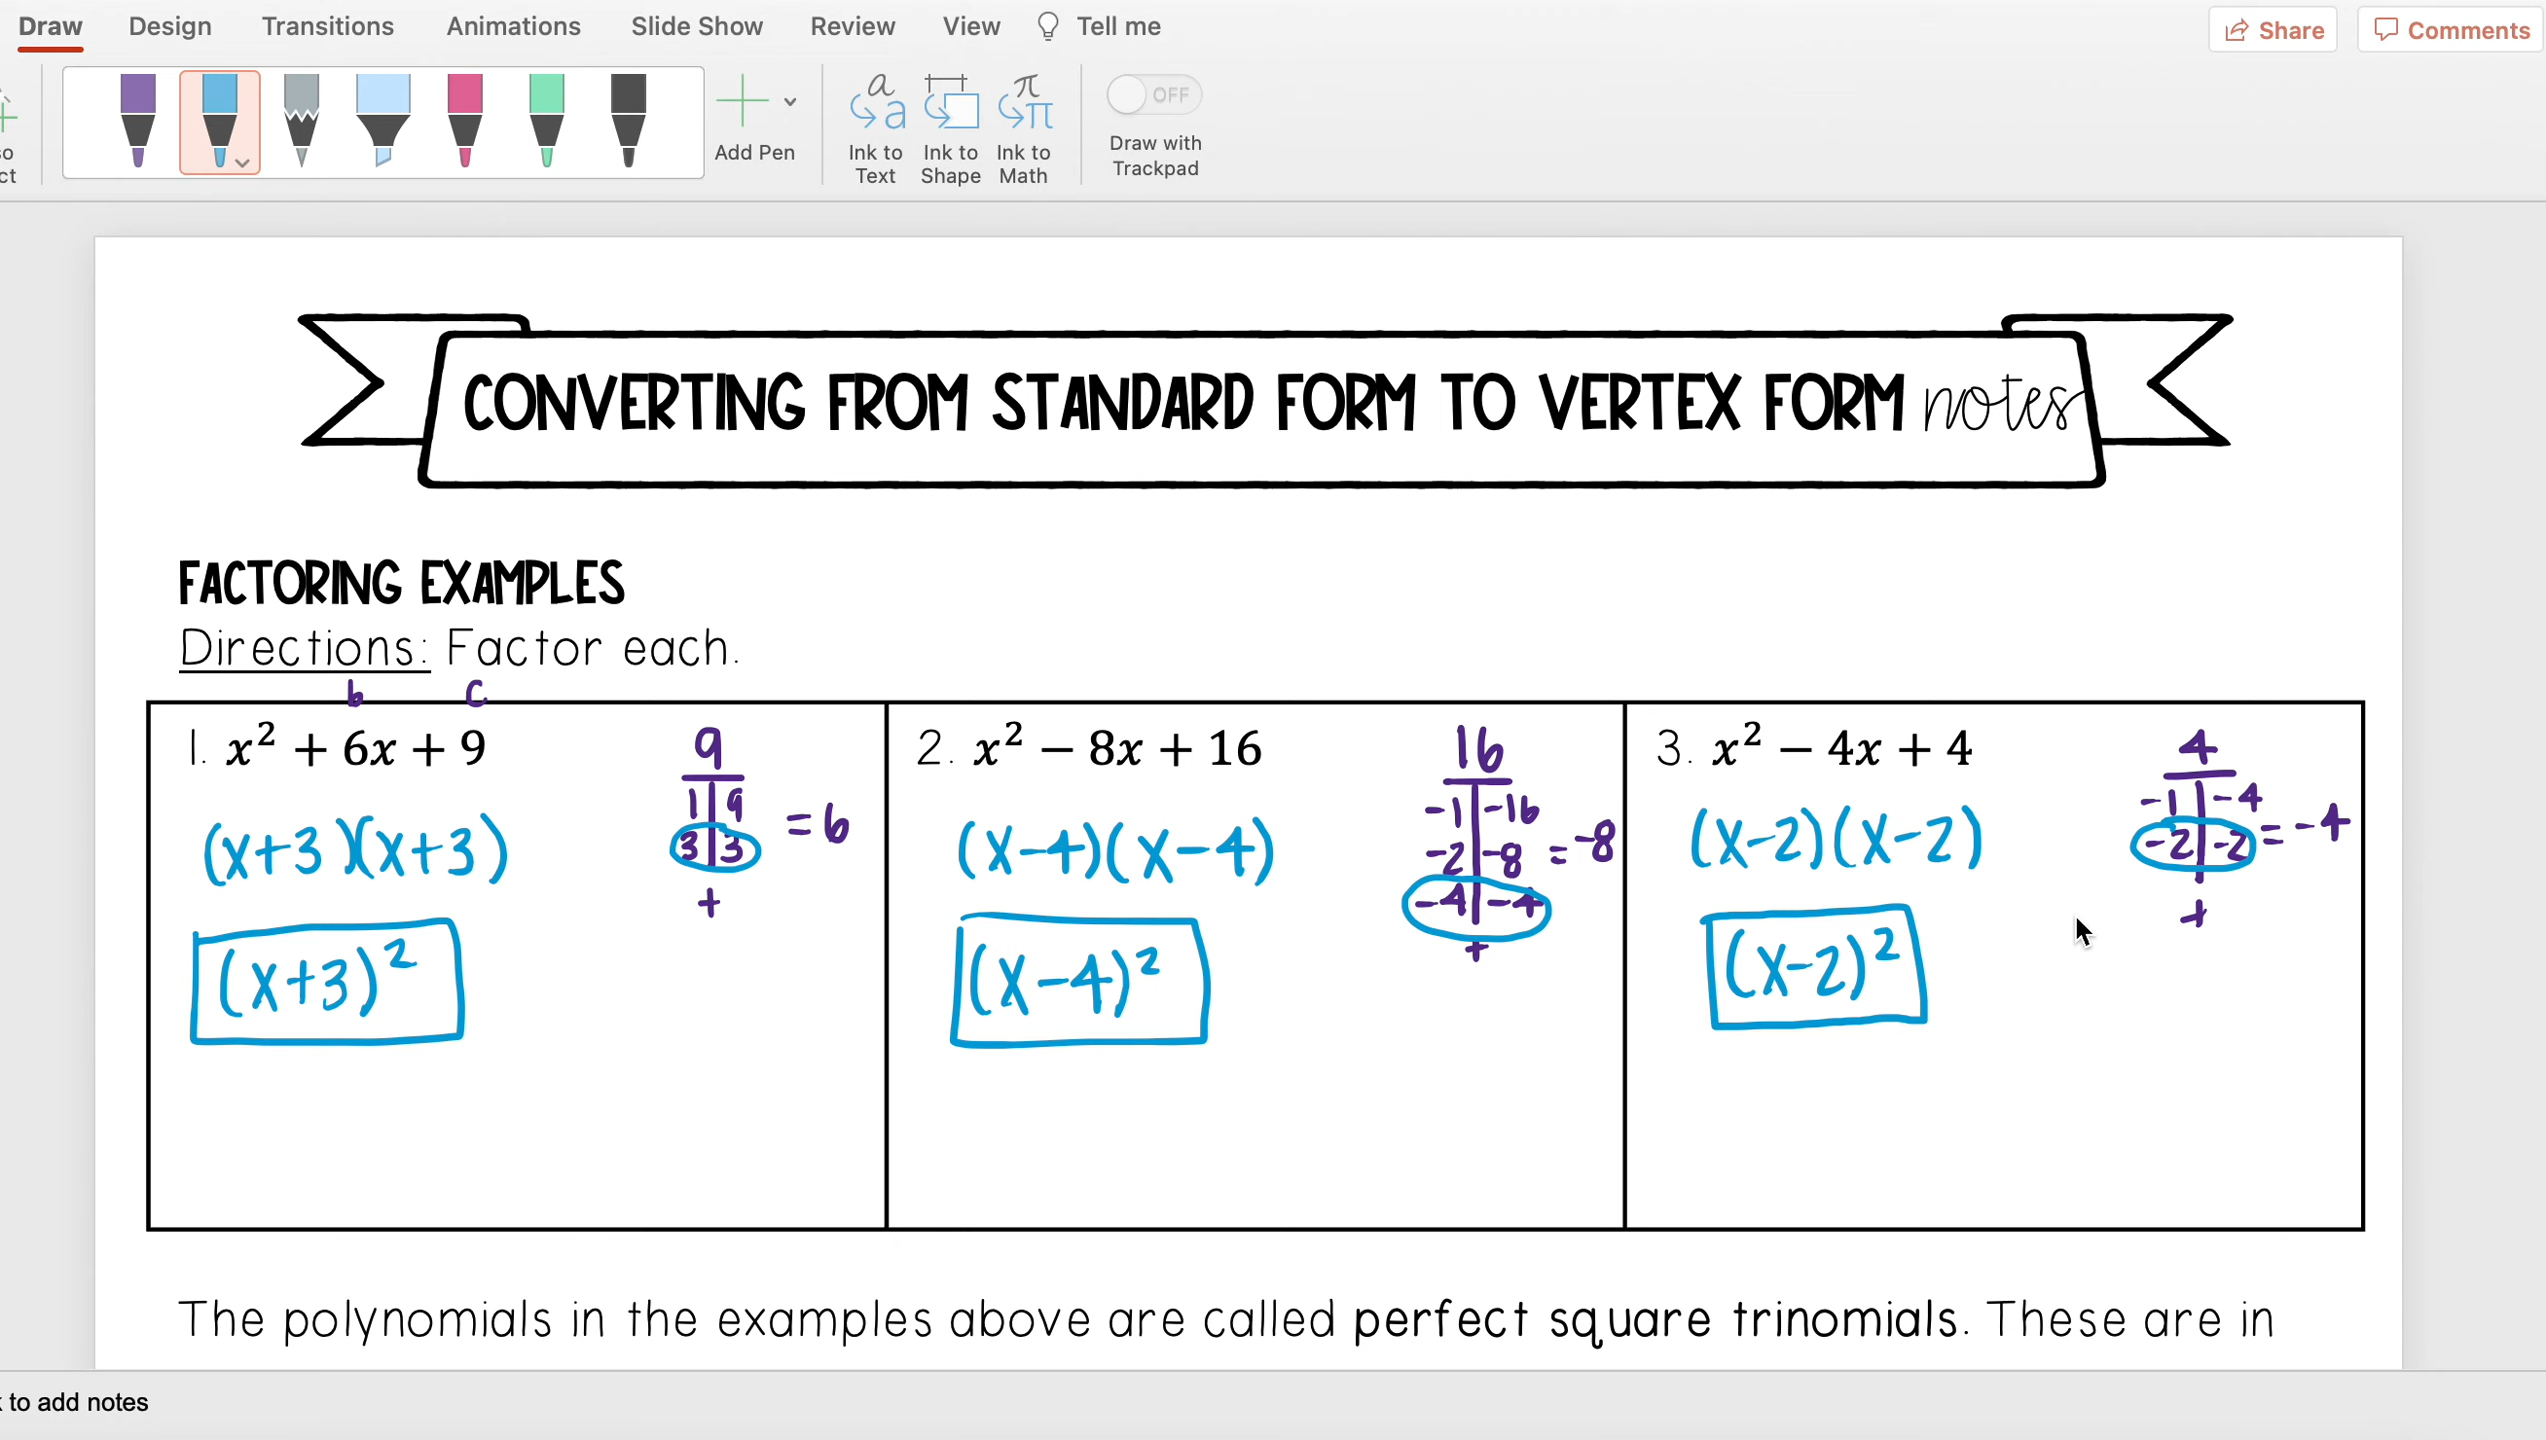 Draw Design Transitions Animations Slide Show Review View Tell me Share Comments
Add Pen
Ink to Text
Ink to Shape
Ink to Math
OFF
Draw with Trackpad
CONVERTING FROM STANDARD FORM TO VERTEX FORM notes
FACTORING EXAMPLES
Directions: Factor each.
b c
1. x² + 6x + 9
9
1 | 9
3 | 3 = 6
+
(x+3)(x+3)
(x+3)²
2. x² − 8x + 16
16
-1 | -16
-2 | -8 = -8
-4 | -4
+
(x-4)(x-4)
(x-4)²
3. x² − 4x + 4
4
-1 | -4
-2 | -2 = -4
+
(x-2)(x-2)
(x-2)²
The polynomials in the examples above are called perfect square trinomials. These are in
to add notes